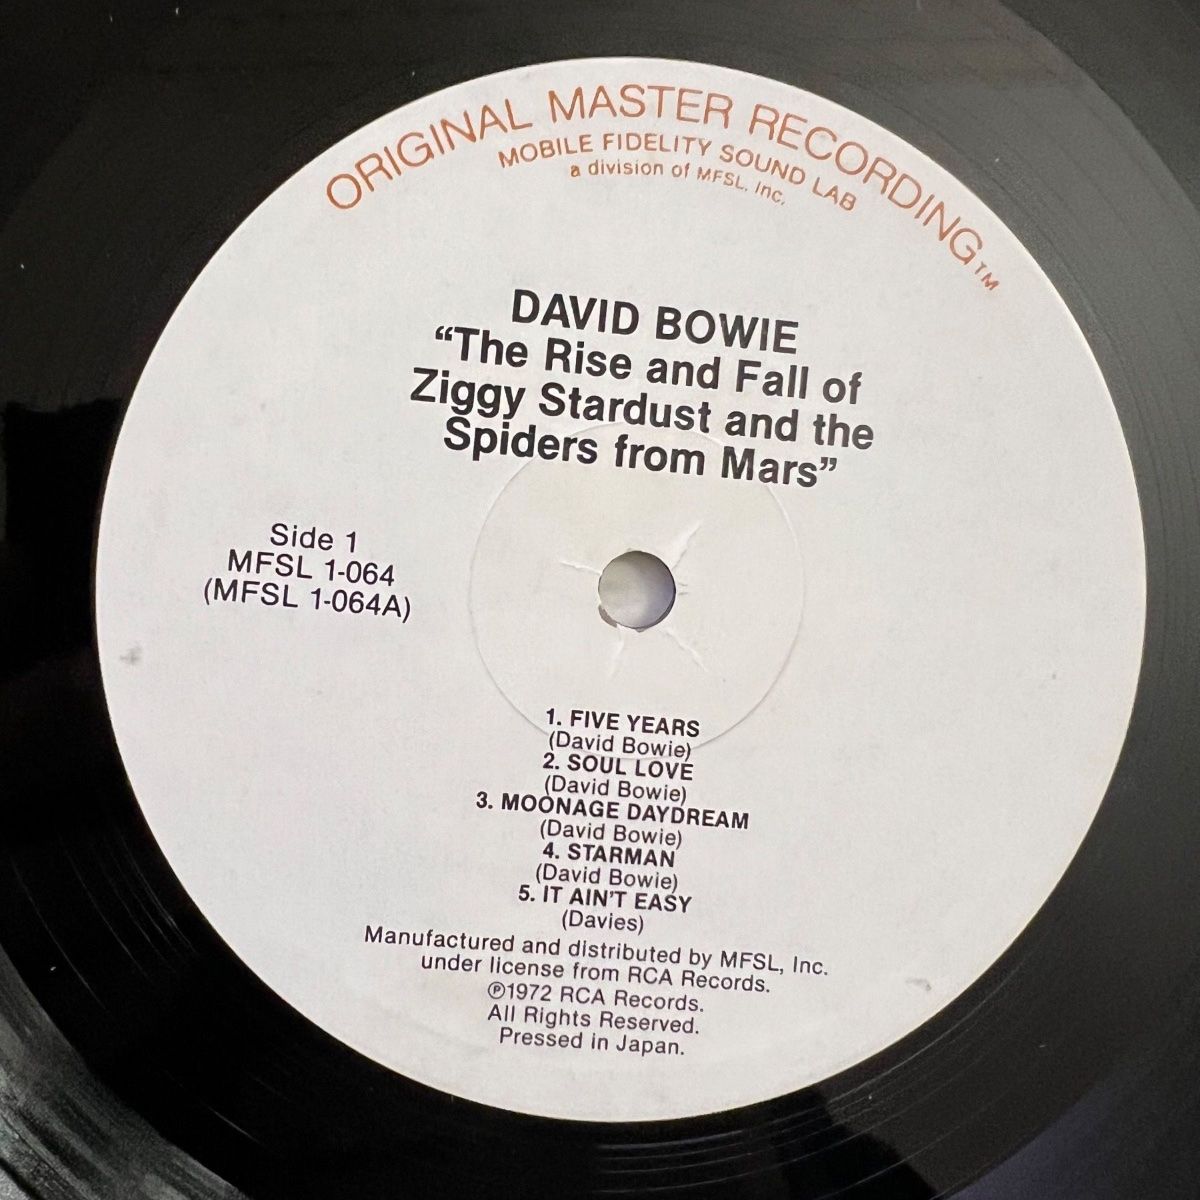 ORIGINAL MASTER RECORDING™
MOBILE FIDELITY SOUND LAB
a division of MFSL, Inc.
DAVID BOWIE
“The Rise and Fall of
Ziggy Stardust and the
Spiders from Mars”
Side 1
MFSL 1-064
(MFSL 1-064A)
1. FIVE YEARS
(David Bowie)
2. SOUL LOVE
(David Bowie)
3. MOONAGE DAYDREAM
(David Bowie)
4. STARMAN
(David Bowie)
5. IT AIN'T EASY
(Davies)
Manufactured and distributed by MFSL, Inc.
under license from RCA Records.
℗1972 RCA Records.
All Rights Reserved.
Pressed in Japan.